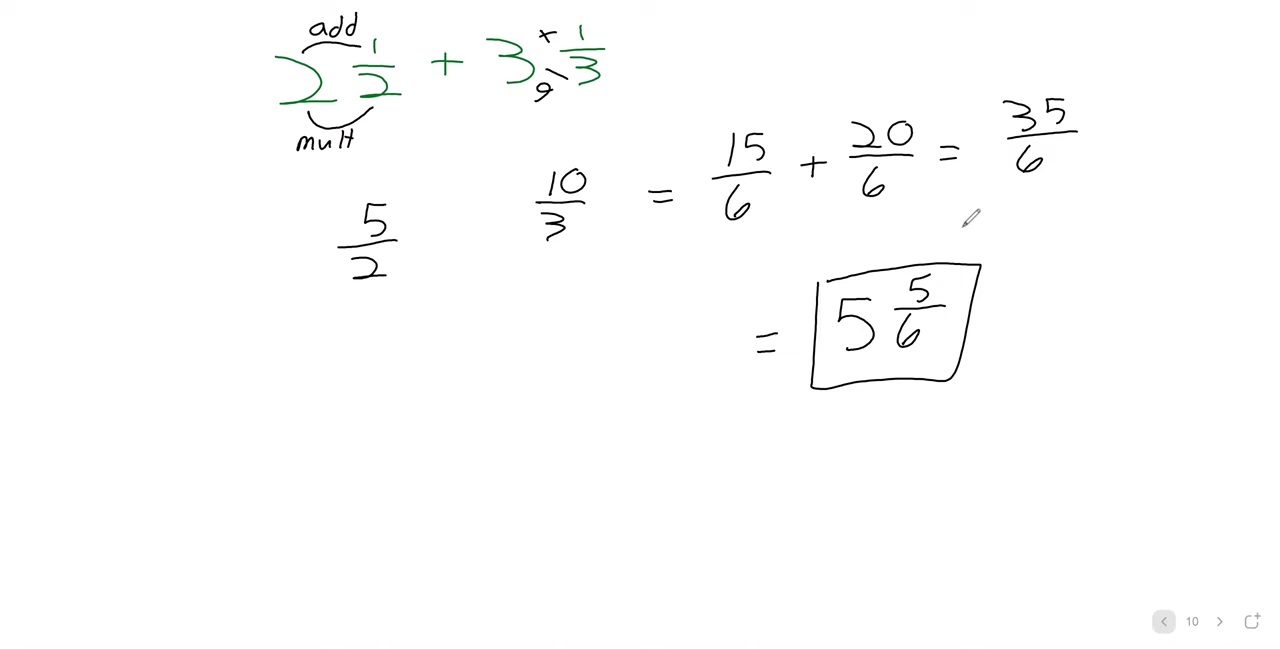 add
2 1/2 + 3 1/3
x
9
mult
5/2 10/3 = 15/6 + 20/6 = 35/6
= 5 5/6
10